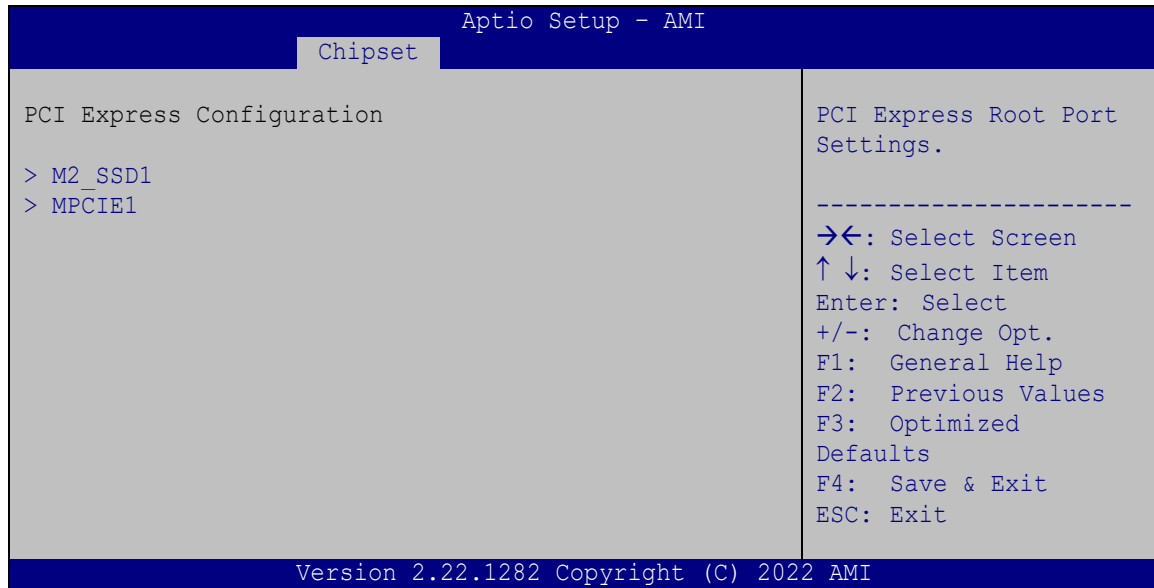 Aptio Setup – AMI
Chipset
PCI Express Configuration
> M2_SSD1
> MPCIE1
PCI Express Root Port
Settings.
----------------------
→←: Select Screen
↑ ↓: Select Item
Enter: Select
+/-: Change Opt.
F1: General Help
F2: Previous Values
F3: Optimized
Defaults
F4: Save & Exit
ESC: Exit
Version 2.22.1282 Copyright (C) 2022 AMI